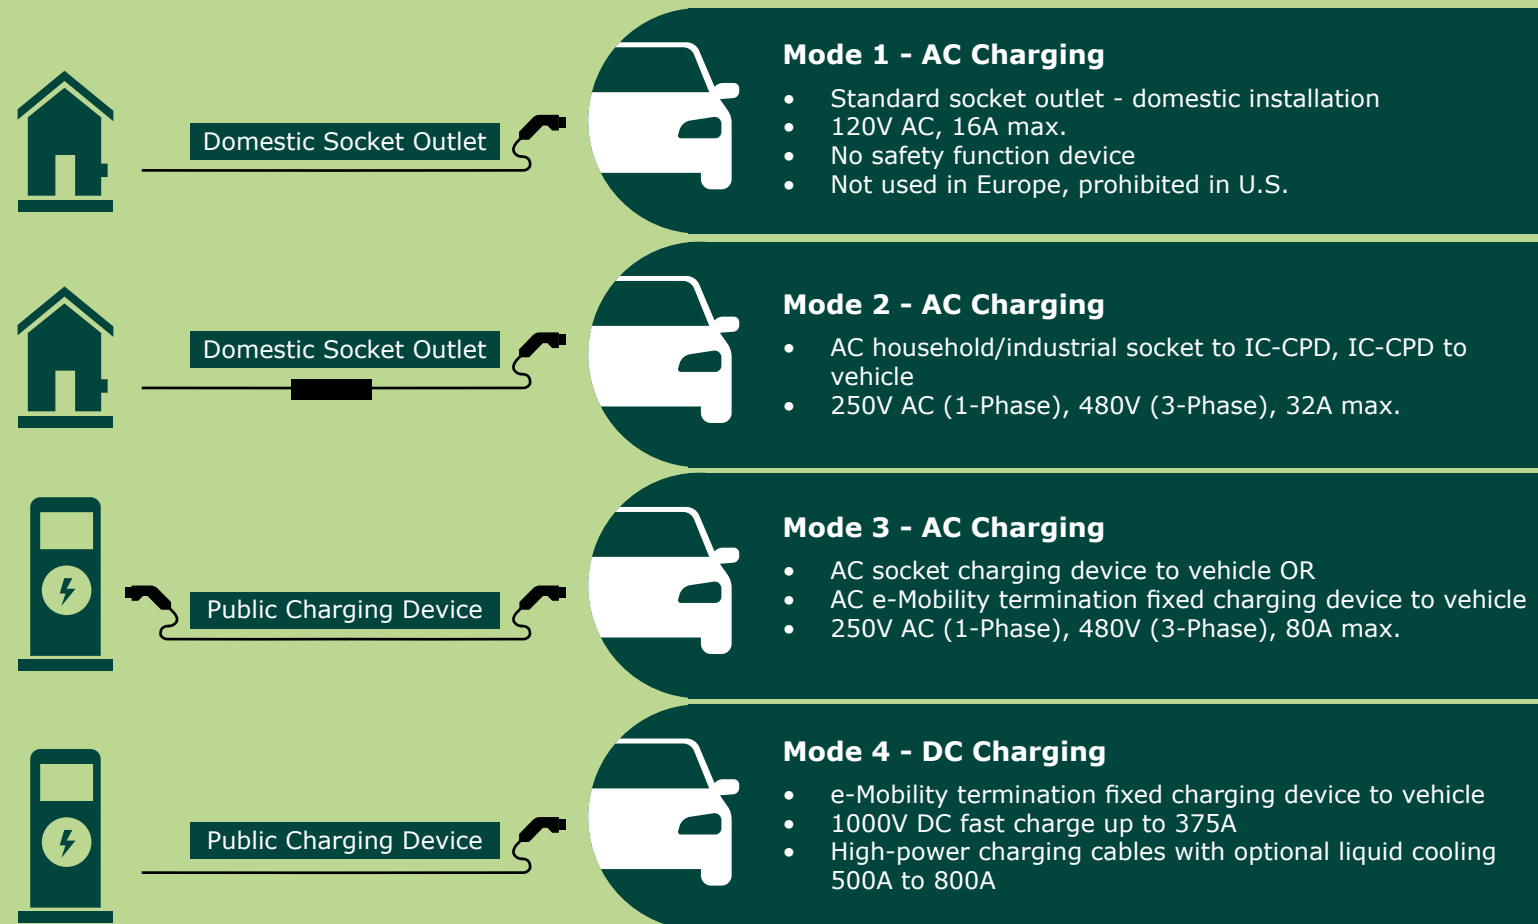 Domestic Socket Outlet
Mode 1 - AC Charging
• Standard socket outlet - domestic installation
• 120V AC, 16A max.
• No safety function device
• Not used in Europe, prohibited in U.S.
Domestic Socket Outlet
Mode 2 - AC Charging
• AC household/industrial socket to IC-CPD, IC-CPD to
vehicle
• 250V AC (1-Phase), 480V (3-Phase), 32A max.
Public Charging Device
Mode 3 - AC Charging
• AC socket charging device to vehicle OR
• AC e-Mobility termination fixed charging device to vehicle
• 250V AC (1-Phase), 480V (3-Phase), 80A max.
Public Charging Device
Mode 4 - DC Charging
• e-Mobility termination fixed charging device to vehicle
• 1000V DC fast charge up to 375A
• High-power charging cables with optional liquid cooling
500A to 800A